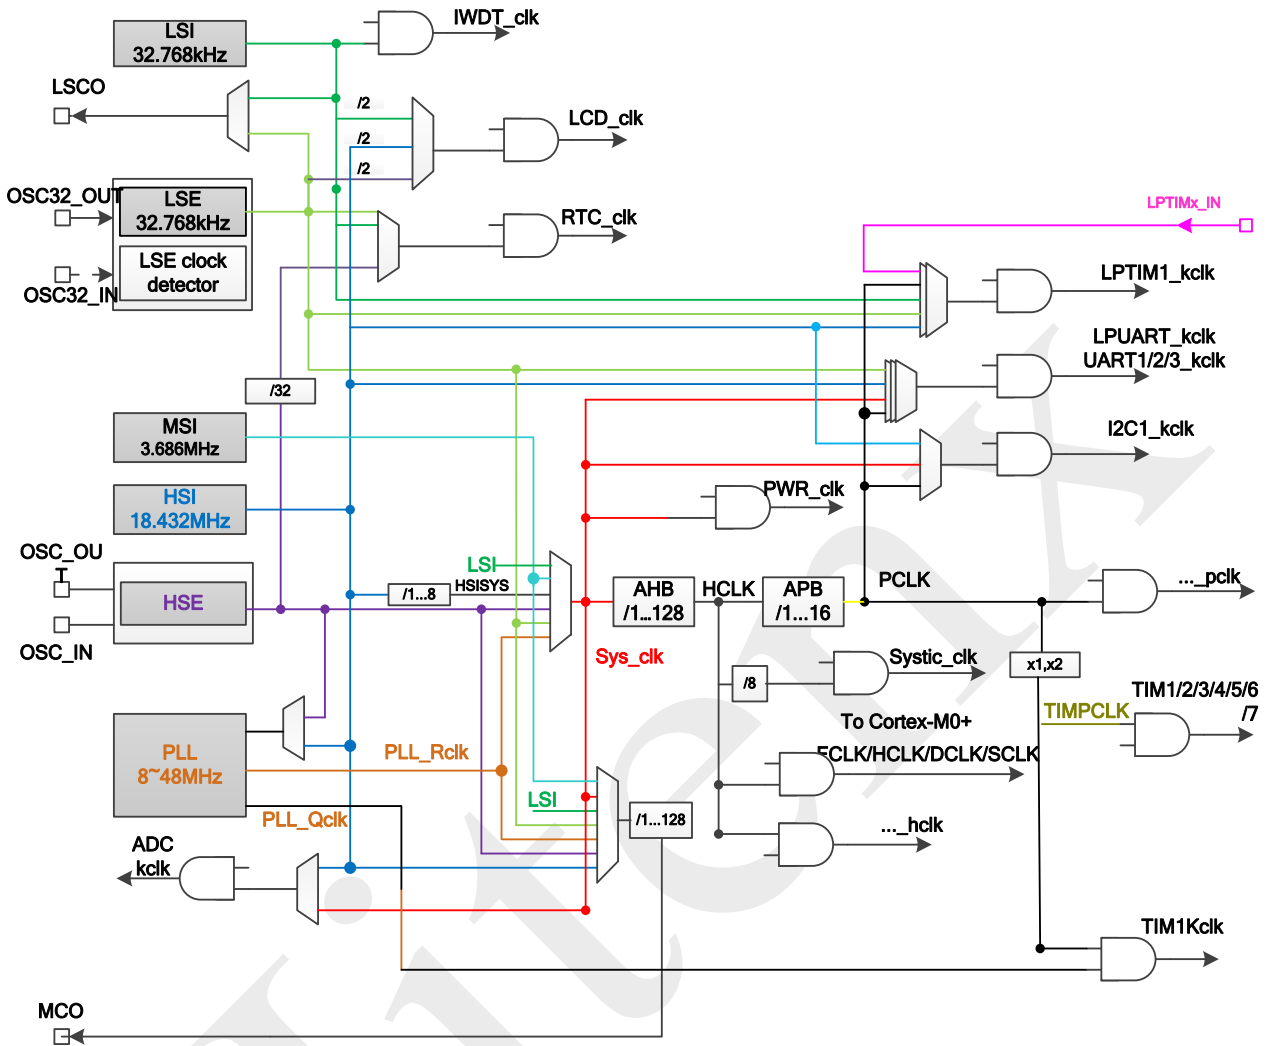 LSI
32.768kHz
IWDT_clk
LSCO
/2
LCD_clk
/2
/2
OSC32_OUT
LSE
32.768kHz
RTC_clk
LPTIMx_IN
LSE clock
detector
OSC32_IN
LPTIM1_kclk
LPUART_kclk
UART1/2/3_kclk
/32
MSI
3.686MHz
I2C1_kclk
HSI
18.432MHz
PWR_clk
OSC_OU
T
LSI
HSISYS
/1...8
HSE
AHB
/1...128
HCLK
APB
/1...16
PCLK
..._pclk
OSC_IN
Sys_clk
Systic_clk
/8
x1,x2
TIM1/2/3/4/5/6
/7
TIMPCLK
To Cortex-M0+
FCLK/HCLK/DCLK/SCLK
PLL
8~48MHz
PLL_Rclk
LSI
/1...128
PLL_Qclk
..._hclk
ADC
kclk
TIM1Kclk
MCO